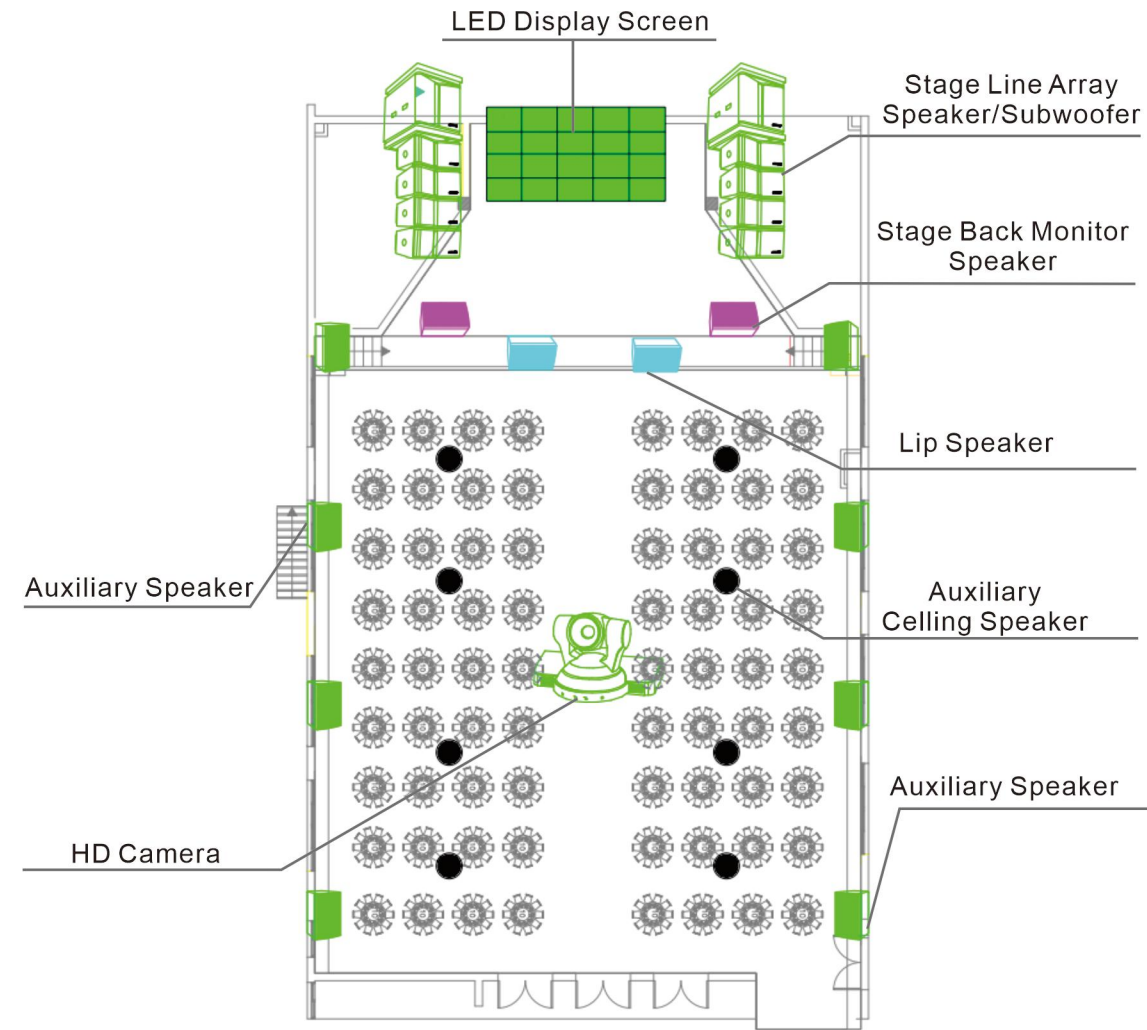 LED Display Screen
Stage Line Array
Speaker/Subwoofer
Stage Back Monitor
Speaker
Lip Speaker
Auxiliary Speaker
Auxiliary
Celling Speaker
Auxiliary Speaker
HD Camera